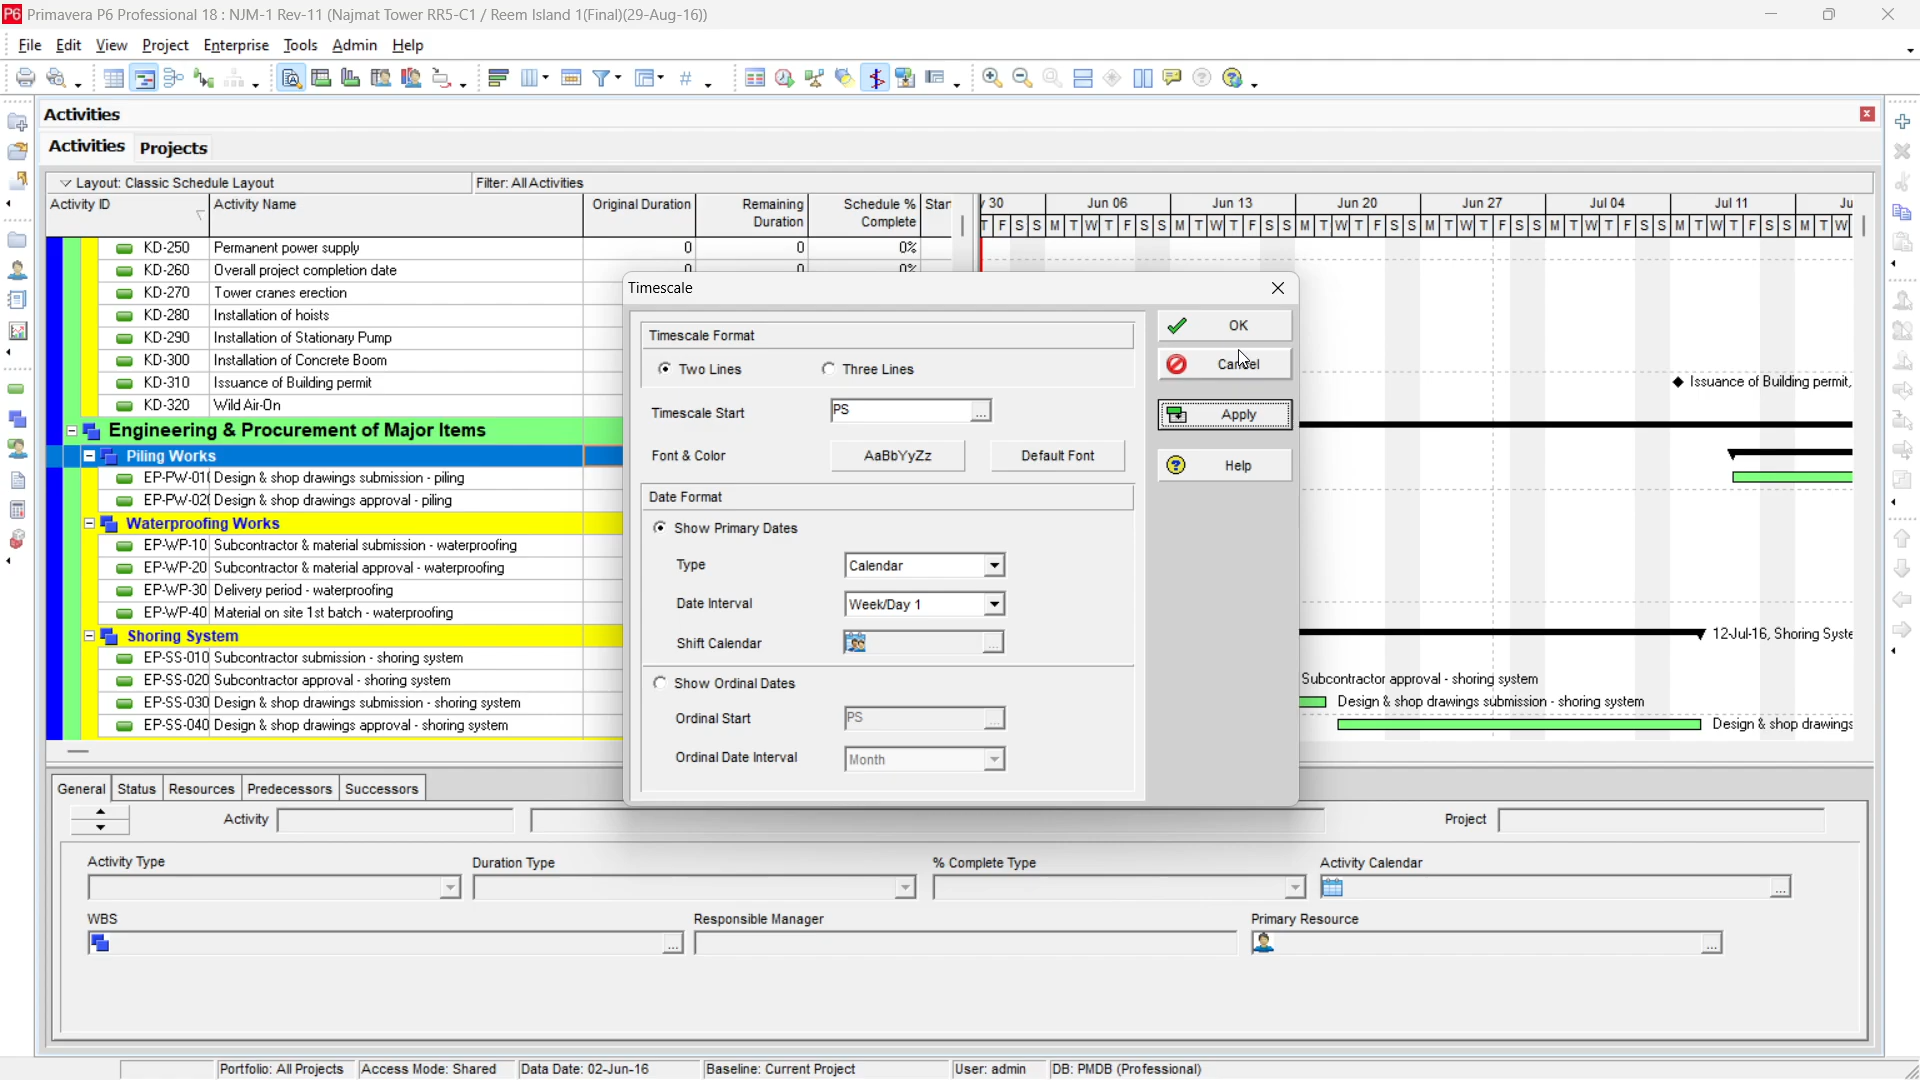 P6 Primavera P6 Professional 18 : NJM-1 Rev-11 (Najmat Tower RR5-C1 / Reem Island 1(Final)(29-Aug-16))
File Edit View Project Enterprise Tools Admin Help
Activities
Activities Projects
Layout: Classic Schedule Layout Filter: All Activities
Activity ID Activity Name Original Duration Remaining Duration Schedule % Complete Star
30 Jun 06 Jun 13 Jun 20 Jun 27 Jul 04 Jul 11 Ju
T F S S M T W T F S S M T W T F S S M T W T F S S M T W T F S S M T W T F S S M T W T F S S M T W
KD-250 Permanent power supply 0 0 0%
KD-260 Overall project completion date 0 0 0%
KD-270 Tower cranes erection
KD-280 Installation of hoists
KD-290 Installation of Stationary Pump
KD-300 Installation of Concrete Boom
KD-310 Issuance of Building permit
Issuance of Building permit,
KD-320 Wild Air-On
Engineering & Procurement of Major Items
Piling Works
EP-PW-01 Design & shop drawings submission - piling
EP-PW-02 Design & shop drawings approval - piling
Waterproofing Works
EP-WP-10 Subcontractor & material submission - waterproofing
EP-WP-20 Subcontractor & material approval - waterproofing
EP-WP-30 Delivery period - waterproofing
EP-WP-40 Material on site 1st batch - waterproofing
Shoring System
12-Jul-16, Shoring Syste
EP-SS-010 Subcontractor submission - shoring system
EP-SS-020 Subcontractor approval - shoring system
Subcontractor approval - shoring system
EP-SS-030 Design & shop drawings submission - shoring system
Design & shop drawings submission - shoring system
EP-SS-040 Design & shop drawings approval - shoring system
Design & shop drawings
Timescale
Timescale Format
Two Lines Three Lines
Timescale Start PS ...
Font & Color AaBbYyZz Default Font
Date Format
Show Primary Dates
Type Calendar
Date Interval Week/Day 1
Shift Calendar ...
Show Ordinal Dates
Ordinal Start PS ...
Ordinal Date Interval Month
OK
Cancel
Apply
Help
General Status Resources Predecessors Successors
Activity Project
Activity Type Duration Type % Complete Type Activity Calendar
...
WBS Responsible Manager Primary Resource
... ...
Portfolio: All Projects Access Mode: Shared Data Date: 02-Jun-16 Baseline: Current Project User: admin DB: PMDB (Professional)